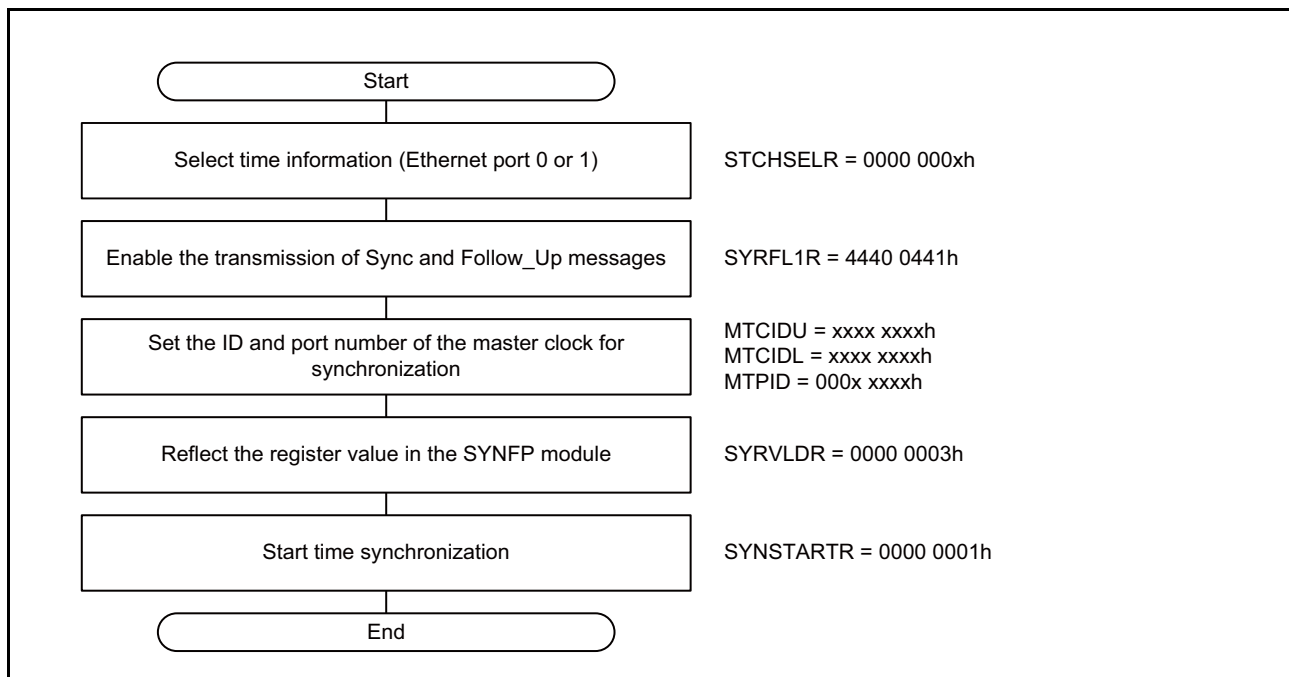 Start
Select time information (Ethernet port 0 or 1)
STCHSELR = 0000 000xh
Enable the transmission of Sync and Follow_Up messages
SYRFL1R = 4440 0441h
Set the ID and port number of the master clock for
synchronization
MTCIDU = xxxx xxxxh
MTCIDL = xxxx xxxxh
MTPID = 000x xxxxh
Reflect the register value in the SYNFP module
SYRVLDR = 0000 0003h
Start time synchronization
SYNSTARTR = 0000 0001h
End